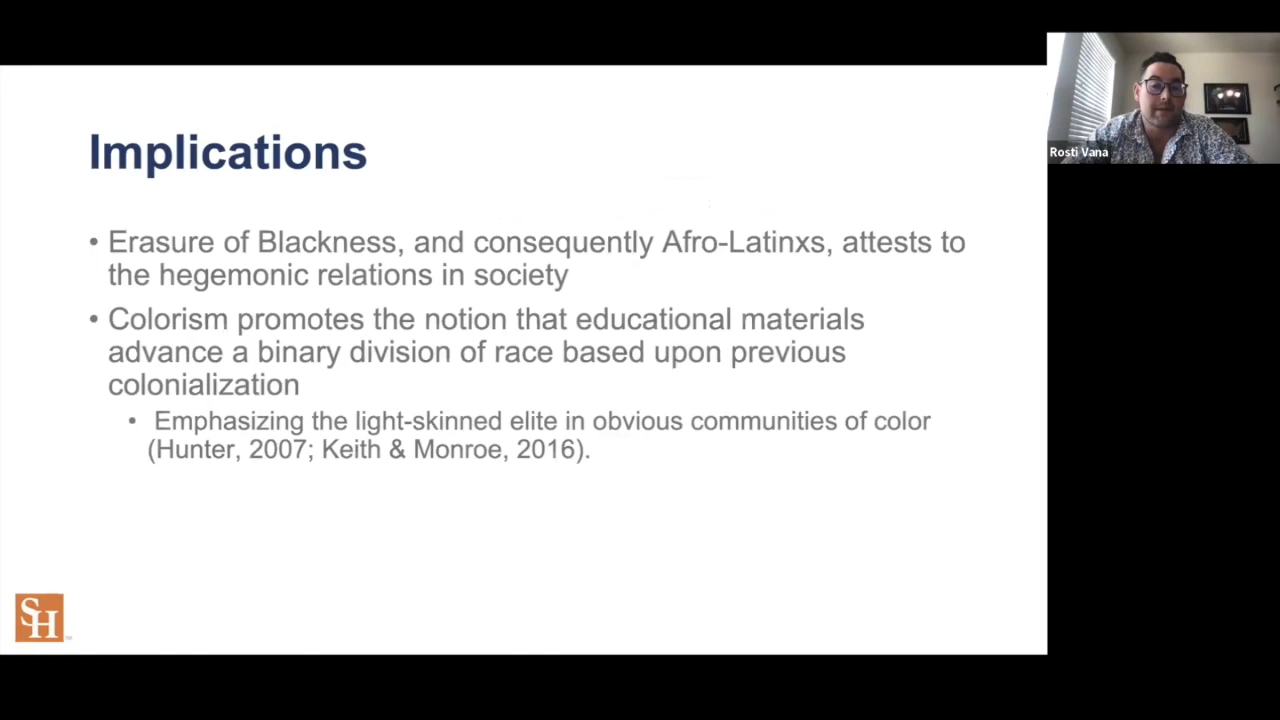 Implications
• Erasure of Blackness, and consequently Afro-Latinxs, attests to
the hegemonic relations in society
• Colorism promotes the notion that educational materials
advance a binary division of race based upon previous
colonialization
• Emphasizing the light-skinned elite in obvious communities of color
(Hunter, 2007; Keith & Monroe, 2016).
SH
Rosti Vana